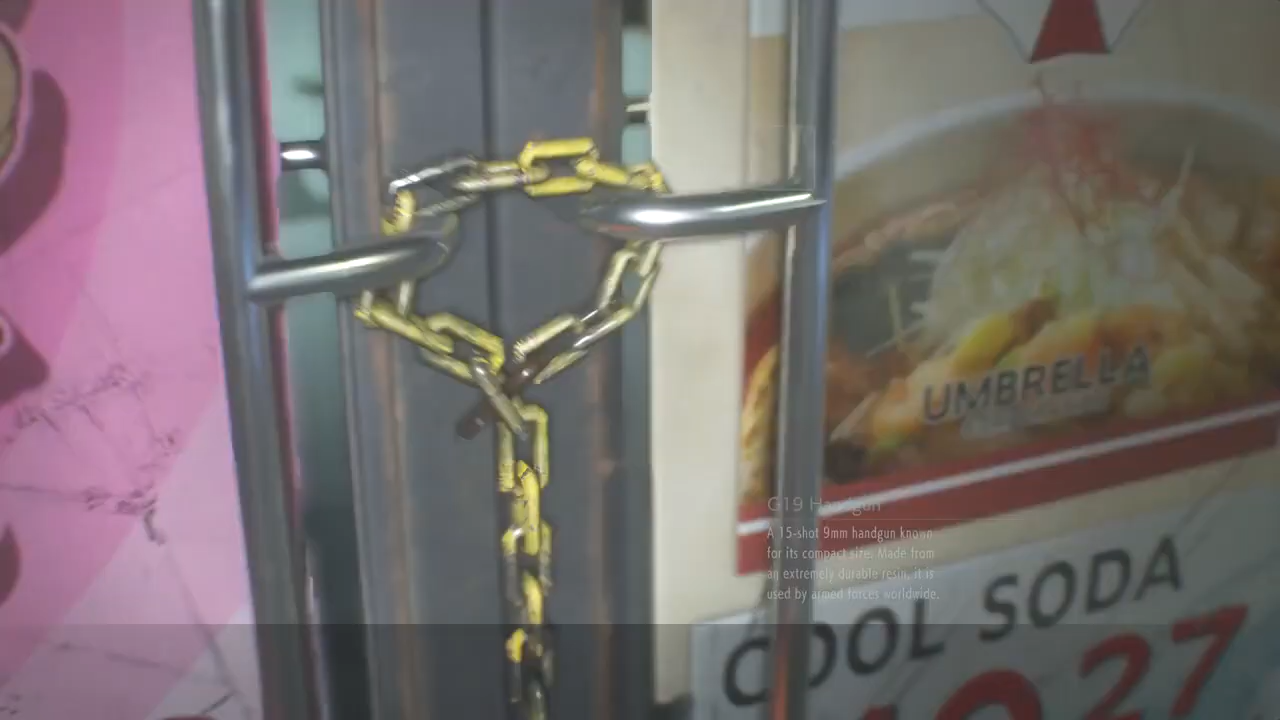 UMBRELLA
G19 Handgun
A 15-shot 9mm handgun known
for its compact size. Made from
an extremely durable resin, it is
used by armed forces worldwide.
COOL SODA
27